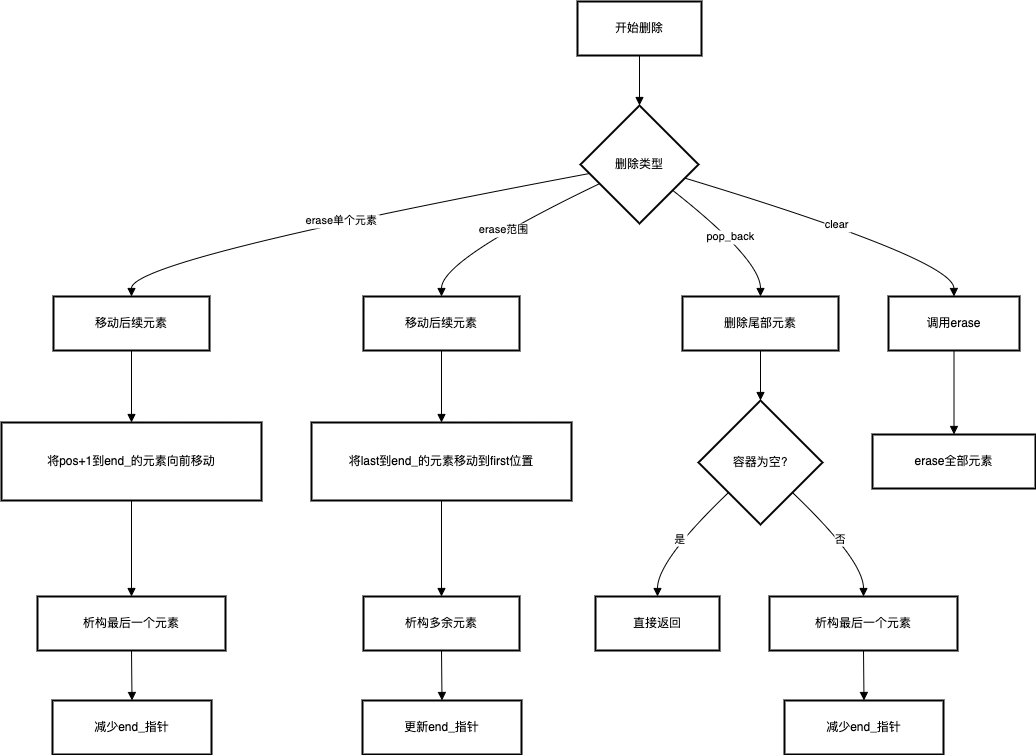 开始删除
删除类型
erase单个元素
erase范围
pop_back
clear
移动后续元素
移动后续元素
删除尾部元素
调用erase
将pos+1到end_的元素向前移动
将last到end_的元素移动到first位置
容器为空?
erase全部元素
是
否
析构最后一个元素
析构多余元素
直接返回
析构最后一个元素
减少end_指针
更新end_指针
减少end_指针